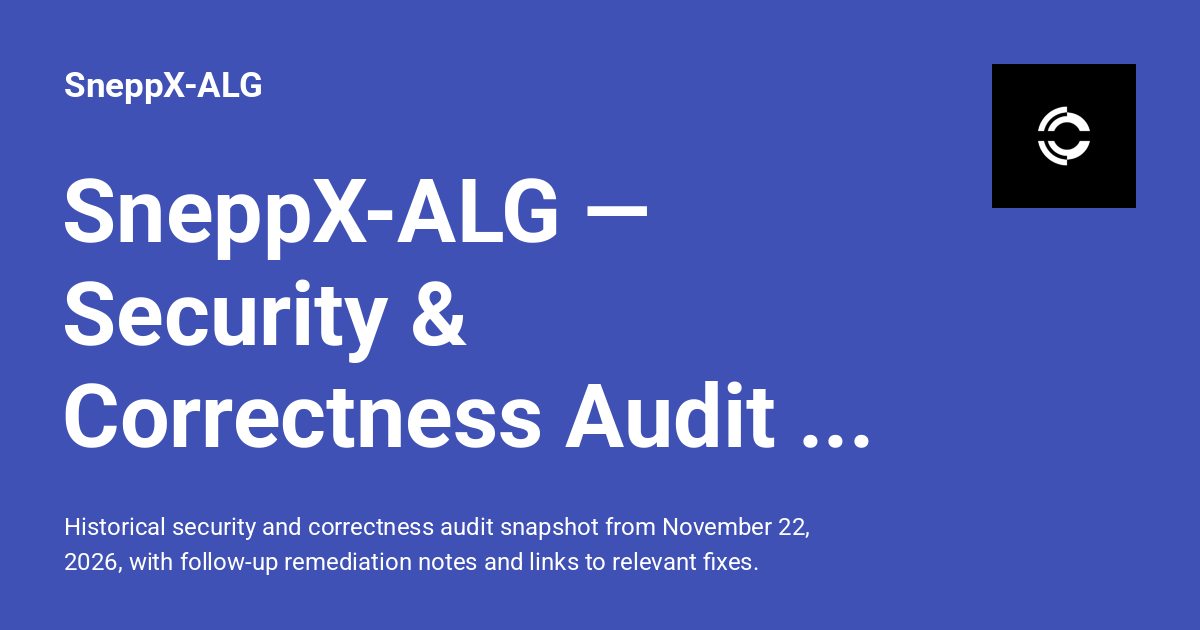 SneppX-ALG
SneppX-ALG —
Security &
Correctness Audit ...
Historical security and correctness audit snapshot from November 22,
2026, with follow-up remediation notes and links to relevant fixes.